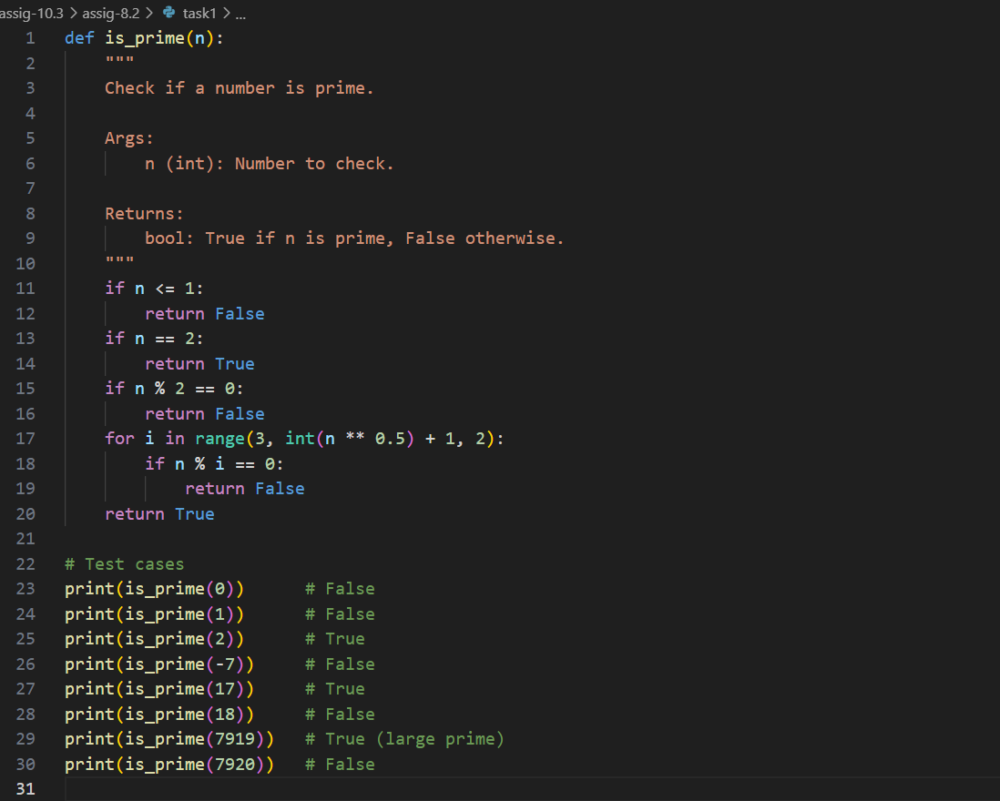 assig-10.3 > assig-8.2 > task1 > ...
1 def is_prime(n):
2     """
3     Check if a number is prime.
4
5     Args:
6         n (int): Number to check.
7
8     Returns:
9         bool: True if n is prime, False otherwise.
10     """
11     if n <= 1:
12         return False
13     if n == 2:
14         return True
15     if n % 2 == 0:
16         return False
17     for i in range(3, int(n ** 0.5) + 1, 2):
18         if n % i == 0:
19             return False
20     return True
21
22 # Test cases
23 print(is_prime(0))      # False
24 print(is_prime(1))      # False
25 print(is_prime(2))      # True
26 print(is_prime(-7))     # False
27 print(is_prime(17))     # True
28 print(is_prime(18))     # False
29 print(is_prime(7919))   # True (large prime)
30 print(is_prime(7920))   # False
31